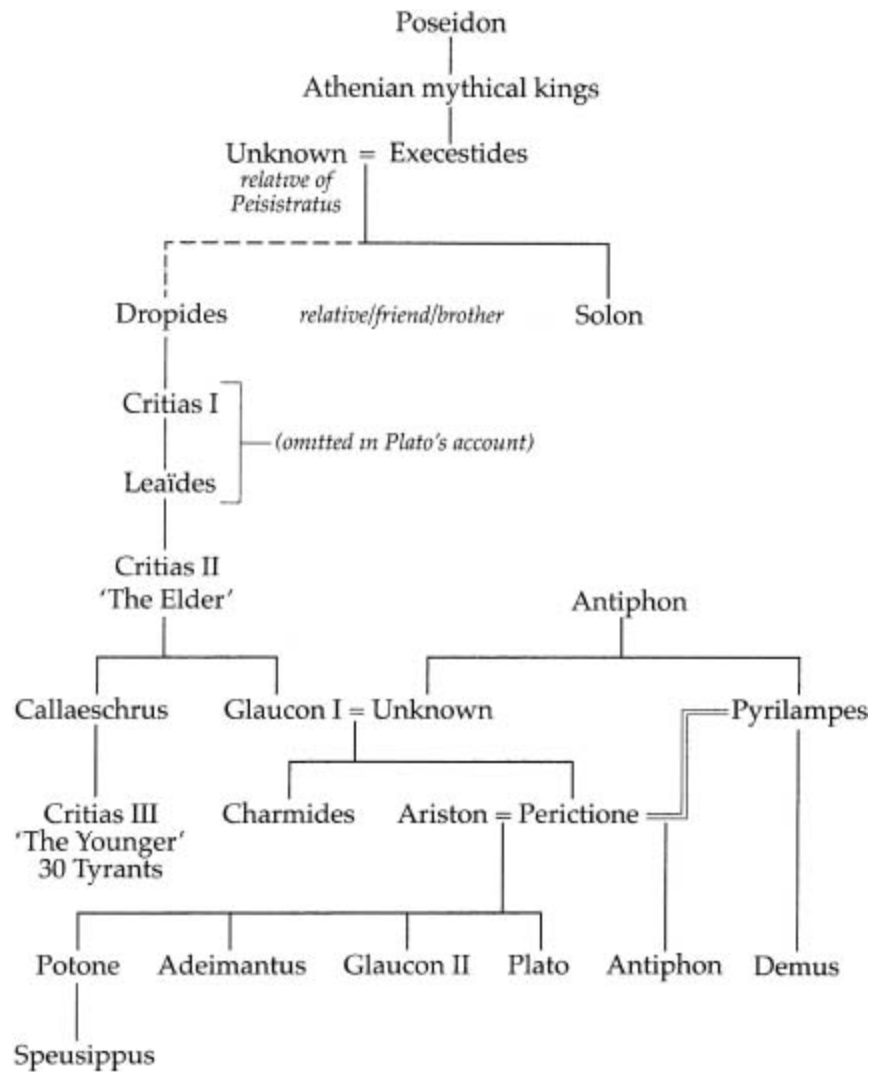 Poseidon
Athenian mythical kings
Unknown = Execestides
relative of
Peisistratus
Dropides relative/friend/brother Solon
Critias I
(omitted in Plato's account)
Leaïdes
Critias II
'The Elder'
Antiphon
Callaeschrus Glaucon I = Unknown Pyrilampes
Critias III Charmides Ariston = Perictione
'The Younger'
30 Tyrants
Potone Adeimantus Glaucon II Plato Antiphon Demus
Speusippus